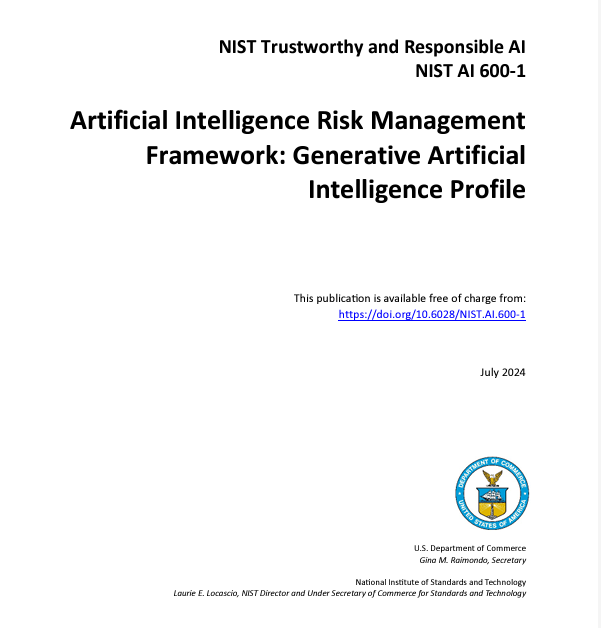 NIST Trustworthy and Responsible AI
NIST AI 600-1
Artificial Intelligence Risk Management
Framework: Generative Artificial
Intelligence Profile
This publication is available free of charge from:
https://doi.org/10.6028/NIST.AI.600-1
July 2024
DEPARTMENT OF COMMERCE
UNITED STATES OF AMERICA
U.S. Department of Commerce
Gina M. Raimondo, Secretary
National Institute of Standards and Technology
Laurie E. Locascio, NIST Director and Under Secretary of Commerce for Standards and Technology